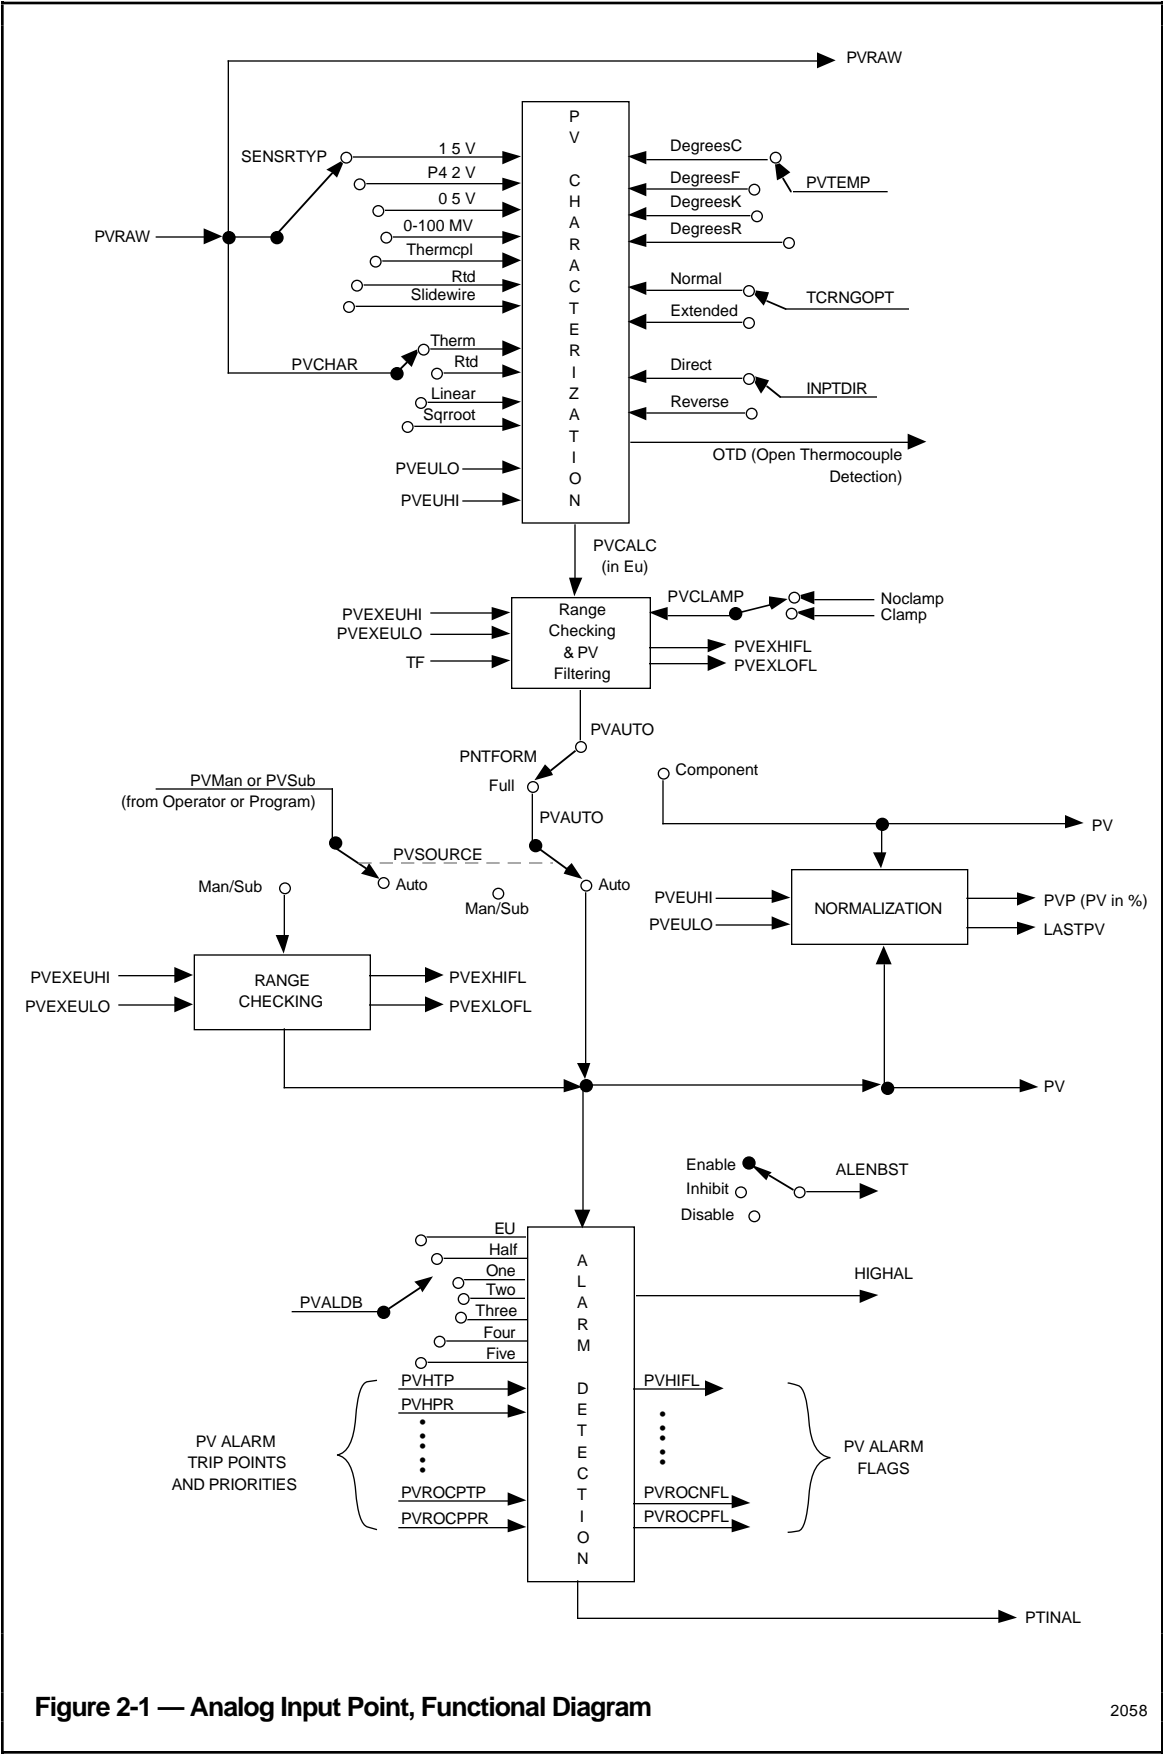 PVRAW
PV CHARACTERIZATION
SENSRTYP
1 5 V
P4 2 V
0 5 V
0-100 MV
Thermcpl
Rtd
Slidewire
PVRAW
DegreesC
DegreesF
DegreesK
DegreesR
PVTEMP
Normal
Extended
TCRNGOPT
PVCHAR
Therm
Rtd
Linear
Sqrroot
Direct
Reverse
INPTDIR
OTD (Open Thermocouple
Detection)
PVEULO
PVEUHI
PVCALC
(in Eu)
PVEXEUHI
PVEXEULO
TF
Range
Checking
& PV
Filtering
PVCLAMP
Noclamp
Clamp
PVEXHIFL
PVEXLOFL
PVAUTO
PNTFORM
Full
Component
PVMan or PVSub
(from Operator or Program)
PVAUTO
PV
PVSOURCE
Man/Sub
Auto
Man/Sub
Auto
PVEUHI
PVEULO
NORMALIZATION
PVP (PV in %)
LASTPV
PVEXEUHI
PVEXEULO
RANGE
CHECKING
PVEXHIFL
PVEXLOFL
PV
Enable
Inhibit
Disable
ALENBST
EU
Half
One
Two
Three
Four
Five
PVALDB
ALARM DETECTION
HIGHAL
PVHTP
PVHPR
PV ALARM
TRIP POINTS
AND PRIORITIES
PVROCPTP
PVROCPPR
PVHIFL
PVROCNFL
PVROCPFL
PV ALARM
FLAGS
PTINAL
Figure 2-1 — Analog Input Point, Functional Diagram
2058